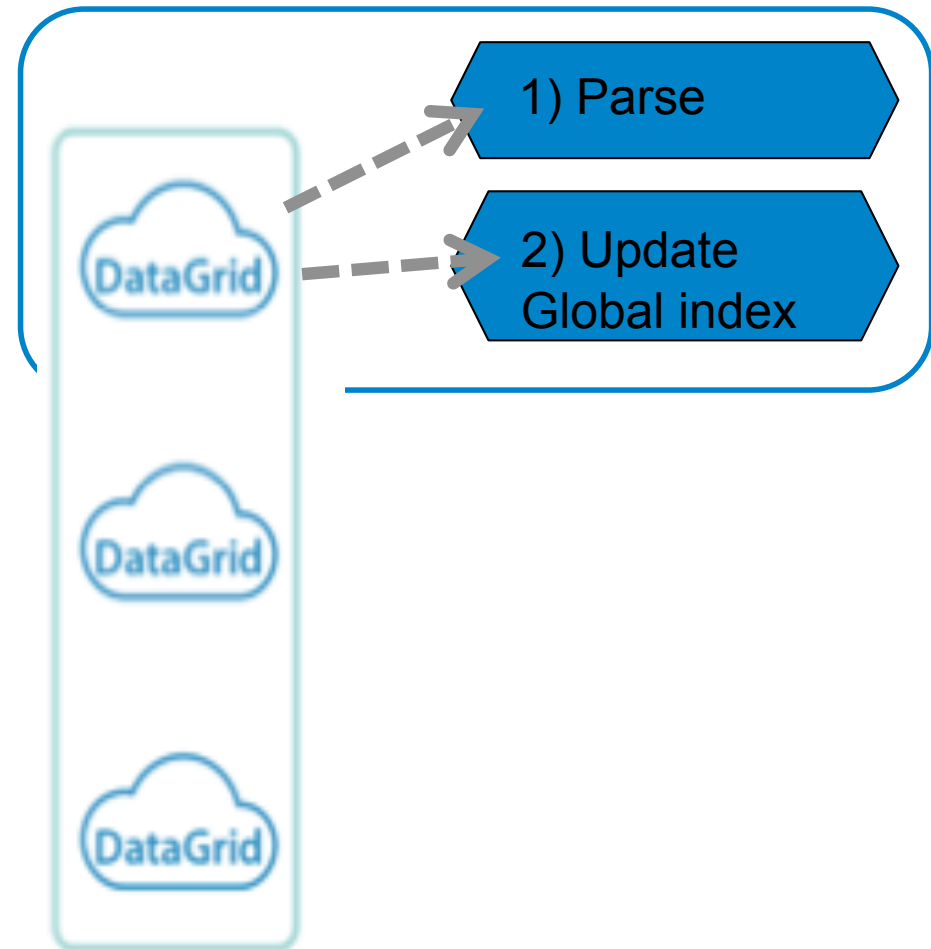 1) Parse
DataGrid
2) Update
Global index
DataGrid
DataGrid